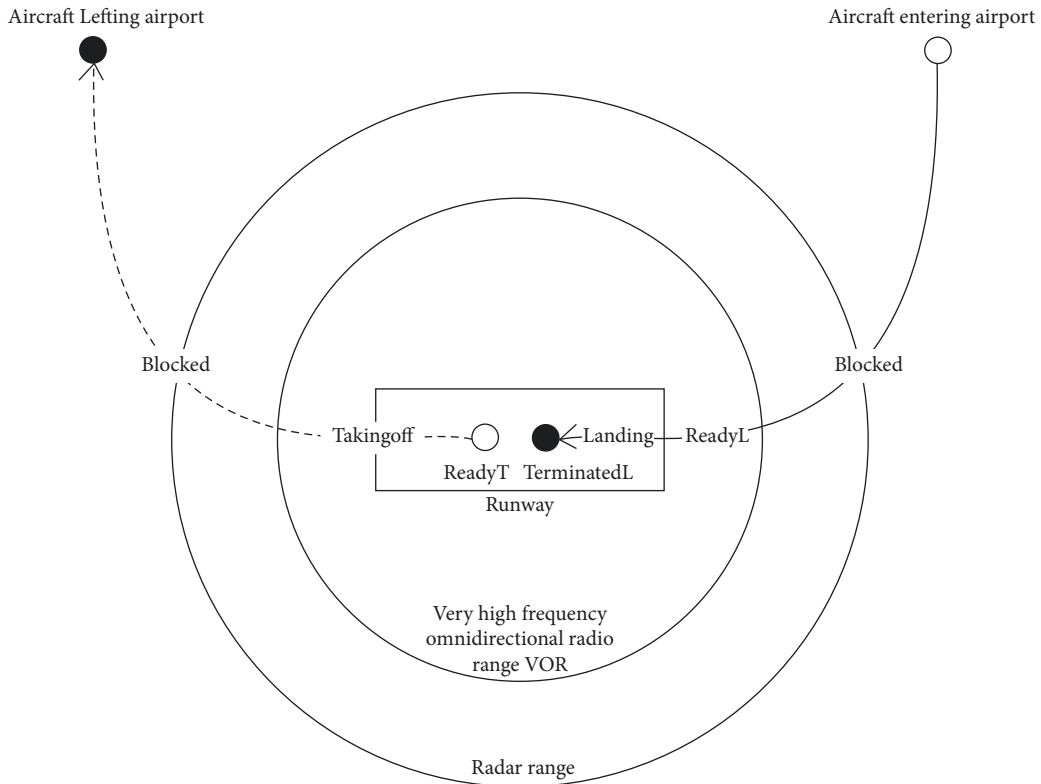 Aircraft Lefting airport
Aircraft entering airport
Blocked
Blocked
Takingoff
Landing
ReadyL
ReadyT
TerminatedL
Runway
Very high frequency
omnidirectional radio
range VOR
Radar range